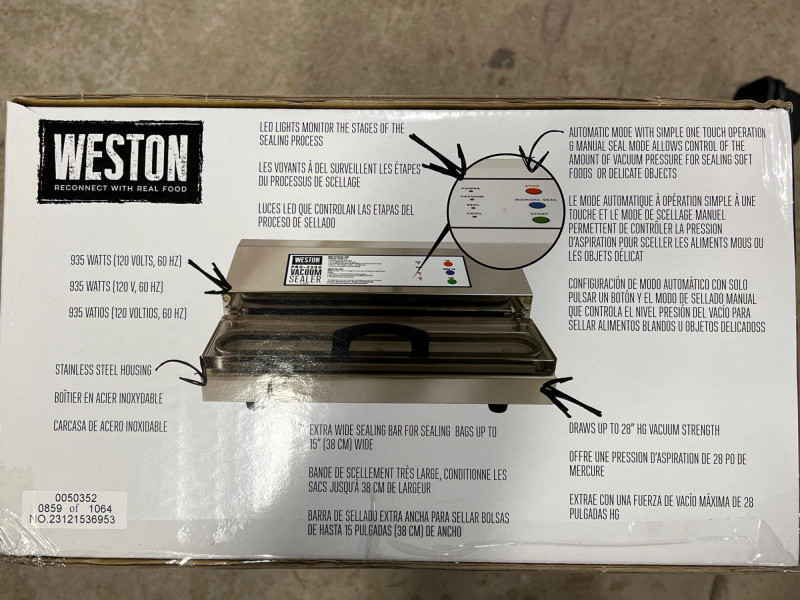 WESTON
RECONNECT WITH REAL FOOD
LED LIGHTS MONITOR THE STAGES OF THE
SEALING PROCESS
LES VOYANTS À DEL SURVEILLENT LES ÉTAPES
DU PROCESSUS DE SCELLAGE
LUCES LED QUE CONTROLAN LAS ETAPAS DEL
PROCESO DE SELLADO
POWER
VACUUM
SEAL
COOL
STOP
MANUAL SEAL
START
AUTOMATIC MODE WITH SIMPLE ONE TOUCH OPERATION
& MANUAL SEAL MODE ALLOWS CONTROL OF THE
AMOUNT OF VACUUM PRESSURE FOR SEALING SOFT
FOODS OR DELICATE OBJECTS
LE MODE AUTOMATIQUE À OPÉRATION SIMPLE À UNE
TOUCHE ET LE MODE DE SCELLAGE MANUEL
PERMETTENT DE CONTRÔLER LA PRESSION
D'ASPIRATION POUR SCELLER LES ALIMENTS MOUS OU
LES OBJETS DÉLICAT
CONFIGURACIÓN DE MODO AUTOMÁTICO CON SOLO
PULSAR UN BOTÓN Y EL MODO DE SELLADO MANUAL
QUE CONTROLA EL NIVEL PRESIÓN DEL VACÍO PARA
SELLAR ALIMENTOS BLANDOS U OBJETOS DELICADOSS
935 WATTS (120 VOLTS, 60 HZ)
935 WATTS (120 V, 60 HZ)
935 VATIOS (120 VOLTIOS, 60 HZ)
WESTON
PRO-2300
VACUUM
SEALER
STAINLESS STEEL HOUSING
BOÎTIER EN ACIER INOXYDABLE
CARCASA DE ACERO INOXIDABLE
EXTRA WIDE SEALING BAR FOR SEALING BAGS UP TO
15" (38 CM) WIDE
BANDE DE SCELLEMENT TRÈS LARGE, CONDITIONNE LES
SACS JUSQU'À 38 CM DE LARGEUR
BARRA DE SELLADO EXTRA ANCHA PARA SELLAR BOLSAS
DE HASTA 15 PULGADAS (38 CM) DE ANCHO
DRAWS UP TO 28" HG VACUUM STRENGTH
OFFRE UNE PRESSION D'ASPIRATION DE 28 PO DE
MERCURE
EXTRAE CON UNA FUERZA DE VACÍO MÁXIMA DE 28
PULGADAS HG
0050352
0859 of 1064
NO.23121536953